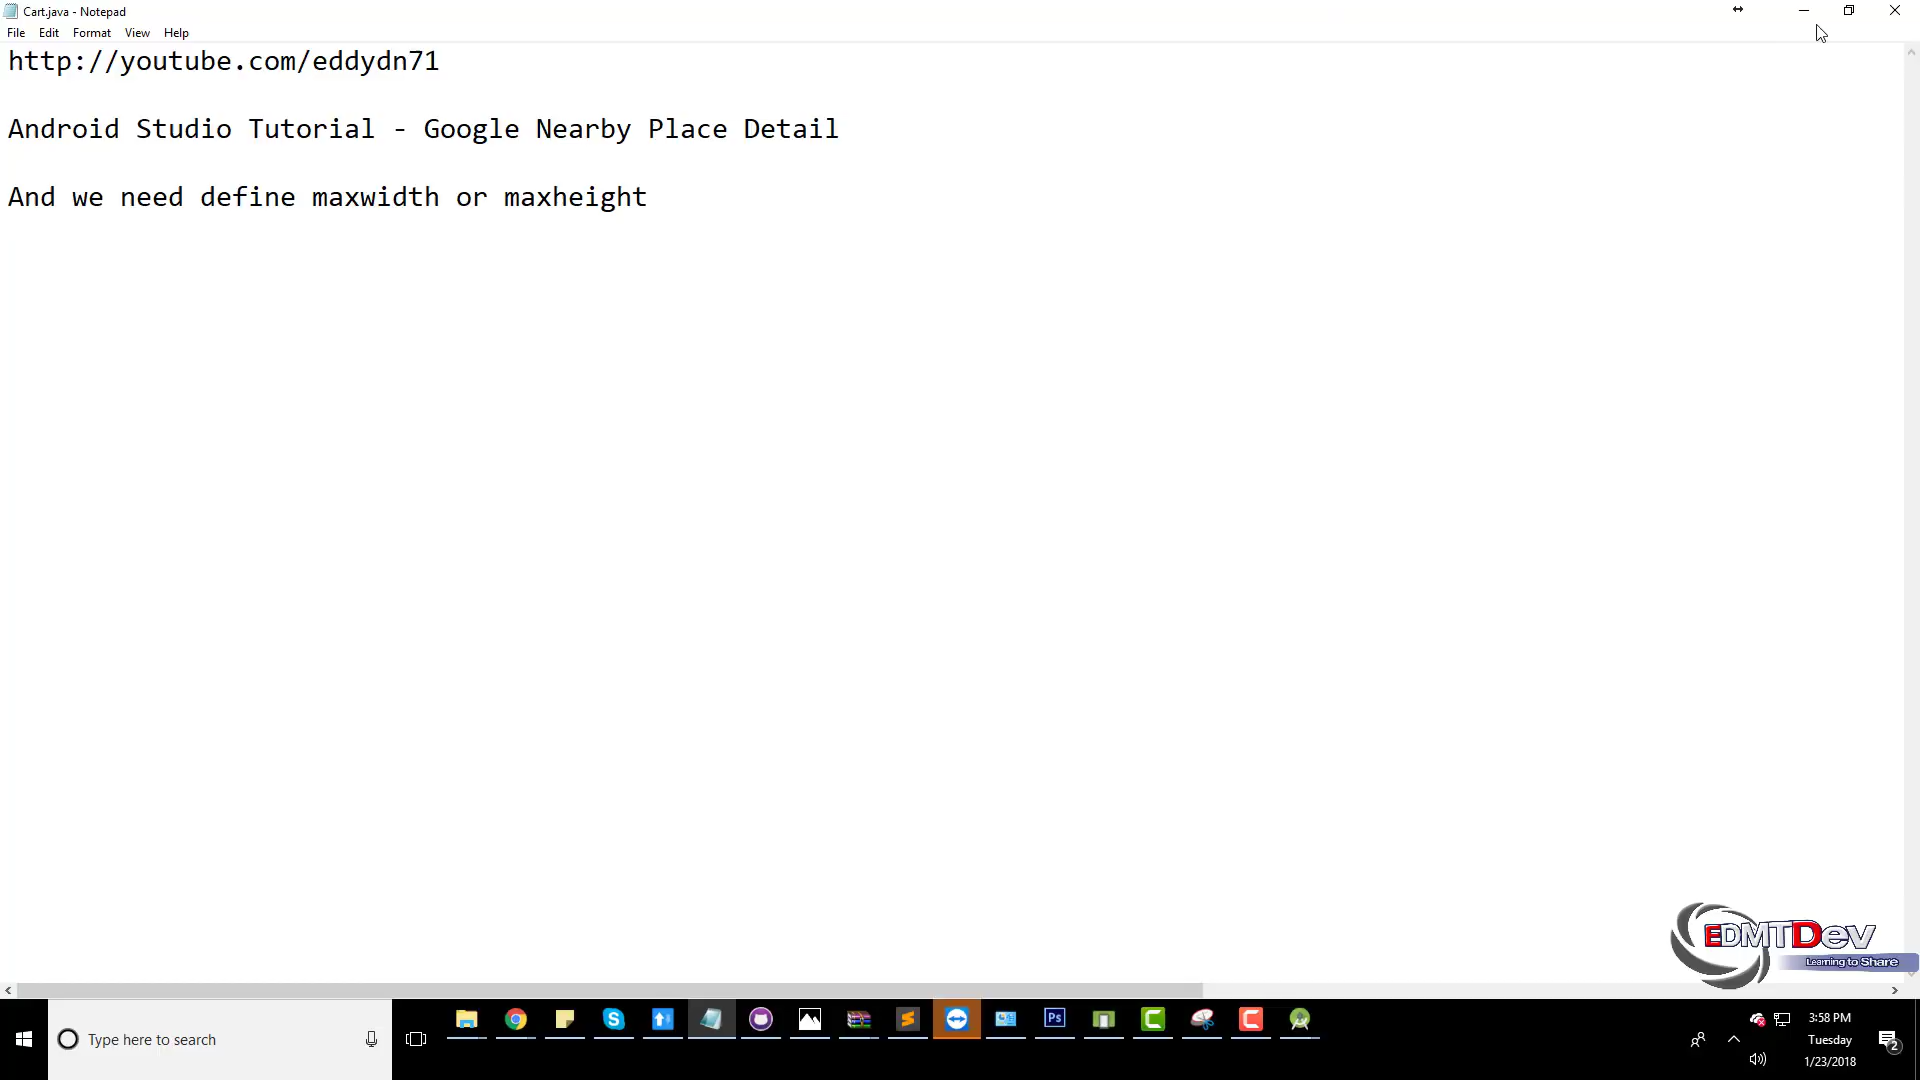 Cart.java - Notepad
File Edit Format View Help
http://youtube.com/eddydn71
Android Studio Tutorial - Google Nearby Place Detail
And we need define maxwidth or maxheight
EDMTDev
Learning to Share
Type here to search
Ps
3:58 PM
Tuesday
1/23/2018
2